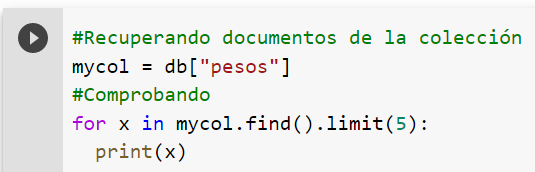 #Recuperando documentos de la colección
mycol = db["pesos"]
#Comprobando
for x in mycol.find().limit(5):
  print(x)